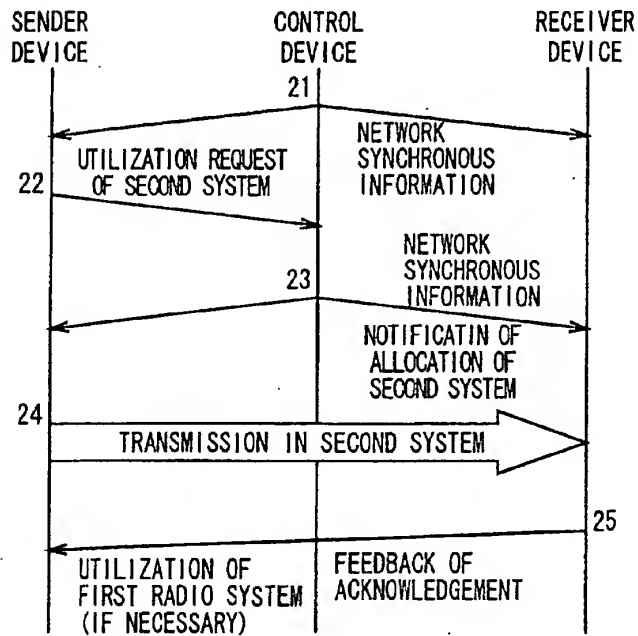 SENDER DEVICE
CONTROL DEVICE
RECEIVER DEVICE
21
NETWORK
SYNCHRONOUS
INFORMATION
UTILIZATION REQUEST
OF SECOND SYSTEM
22
NETWORK
SYNCHRONOUS
INFORMATION
23
NOTIFICATIN OF
ALLOCATION OF
SECOND SYSTEM
24
TRANSMISSION IN SECOND SYSTEM
25
UTILIZATION OF
FIRST RADIO SYSTEM
(IF NECESSARY)
FEEDBACK OF
ACKNOWLEDGEMENT